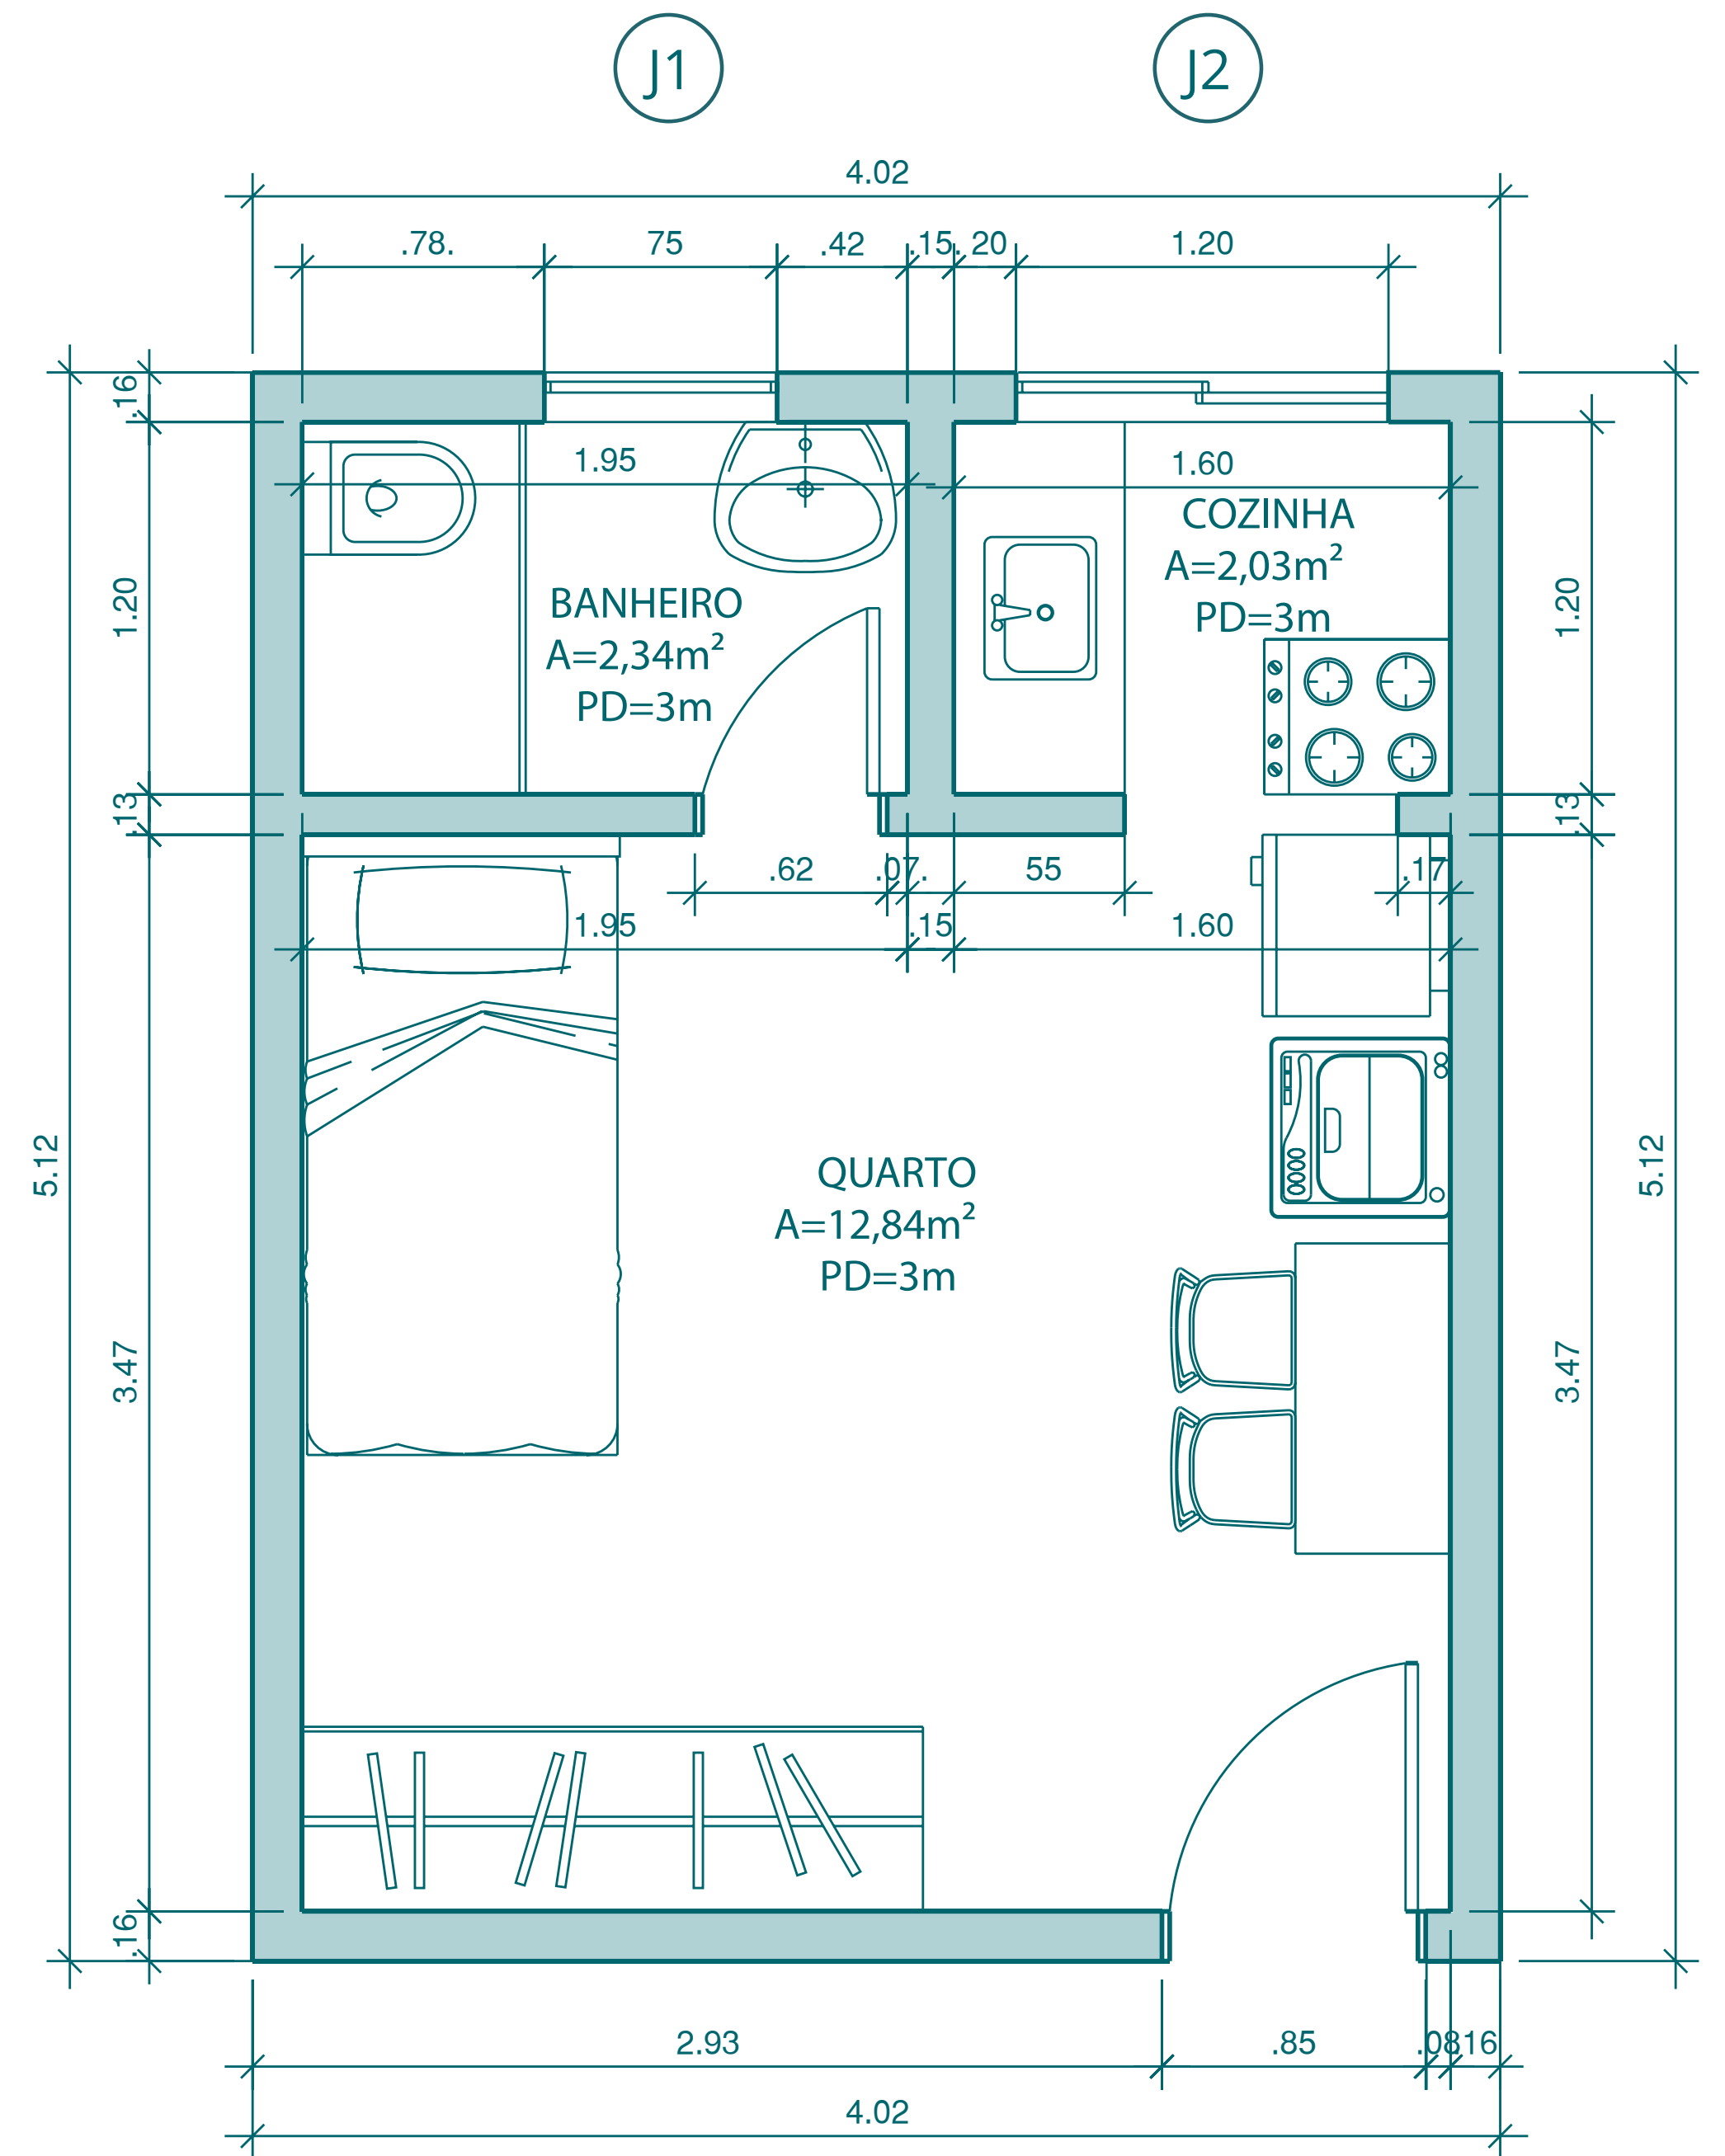 J1
J2
4.02
.78.
75
.42
.15.
.20
1.20
.16
1.95
1.60
COZINHA
A=2,03m²
PD=3m
BANHEIRO
A=2,34m²
PD=3m
1.20
1.20
.13
.13
.62
.07.
55
.17
1.95
.15
1.60
5.12
5.12
QUARTO
A=12,84m²
PD=3m
3.47
3.47
.16
2.93
.85
.08
16
4.02